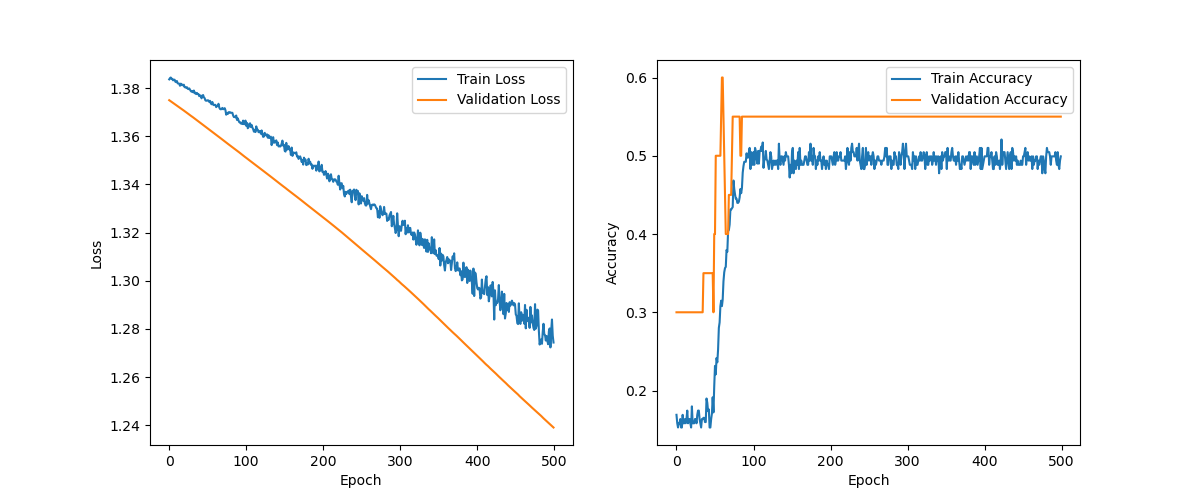 Train Loss
Validation Loss
1.38
1.36
1.34
1.32
1.30
1.28
1.26
1.24
Loss
0 100 200 300 400 500
Epoch
Train Accuracy
Validation Accuracy
0.6
0.5
0.4
0.3
0.2
Accuracy
0 100 200 300 400 500
Epoch